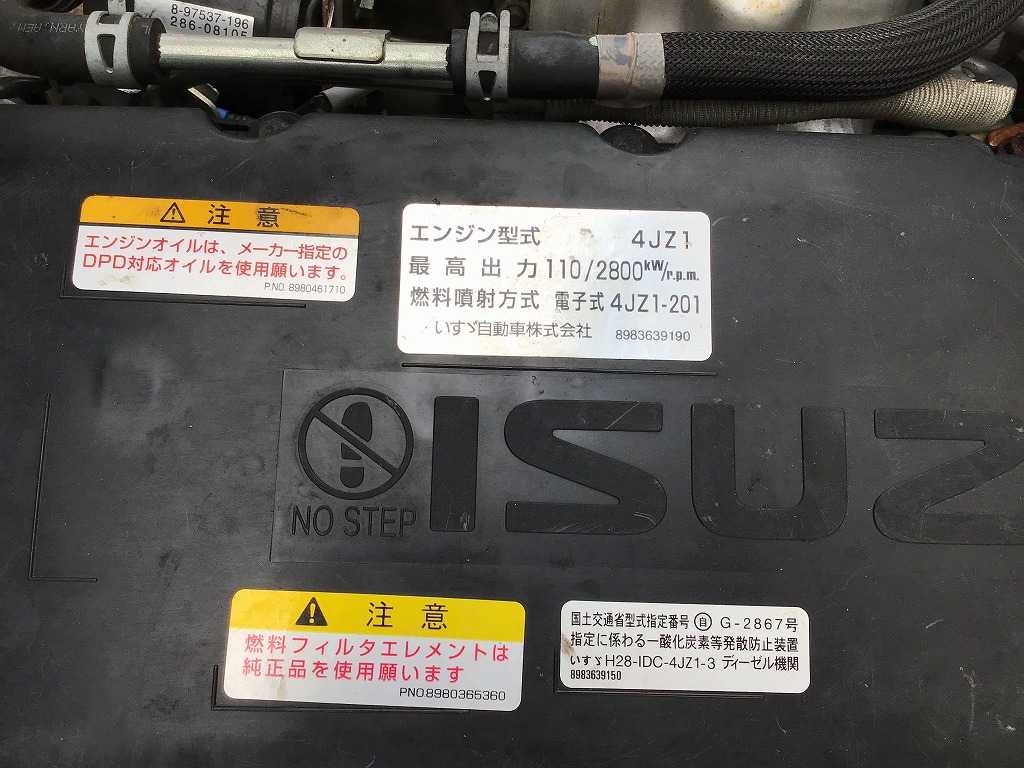 8-97537-196
286-08105
注意
エンジンオイルは、メーカー指定の
DPD対応オイルを使用願います。
P.NO. 8980461710
エンジン型式 4JZ1
最高出力 110/2800kW/r.p.m.
燃料噴射方式 電子式 4JZ1-201
いすゞ自動車株式会社 8983639190
NO STEP
ISUZ
注意
燃料フィルタエレメントは
純正品を使用願います
PNO8980365360
国土交通省型式指定番号 自 G-2867号
指定に係わる一酸化炭素等発散防止装置
いすゞH28-IDC-4JZ1-3 ディーゼル機関
8983639150